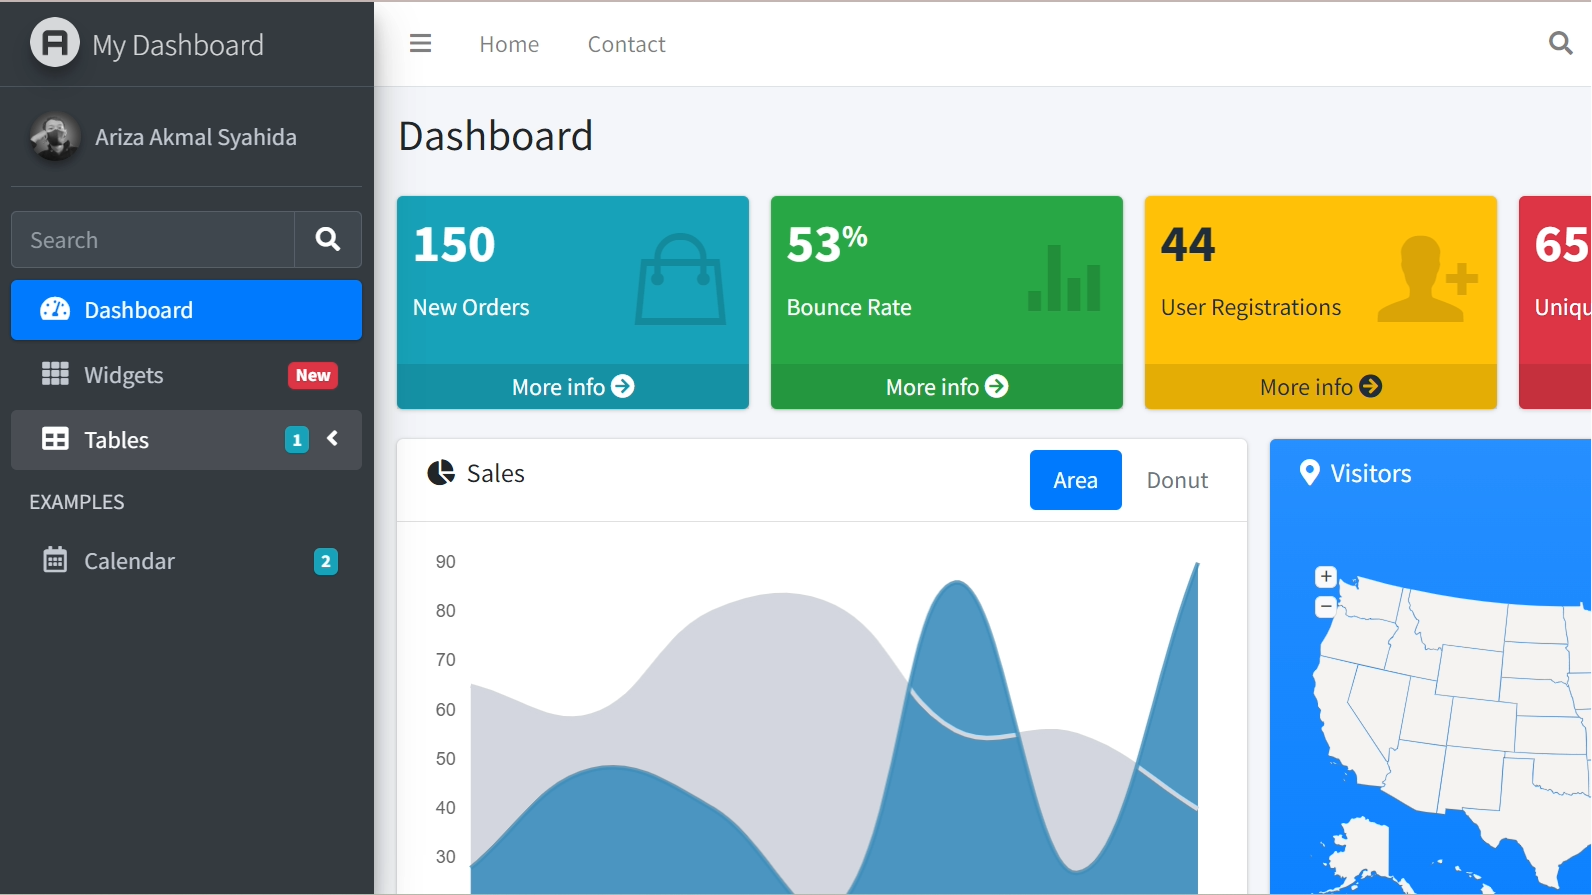 My Dashboard
Home
Contact
Ariza Akmal Syahida
Search
Dashboard
Widgets
New
Tables
1
EXAMPLES
Calendar
2
Dashboard
150
New Orders
More info
53%
Bounce Rate
More info
44
User Registrations
More info
65
Sales
Area
Donut
90
80
70
60
50
40
30
Visitors
+
−